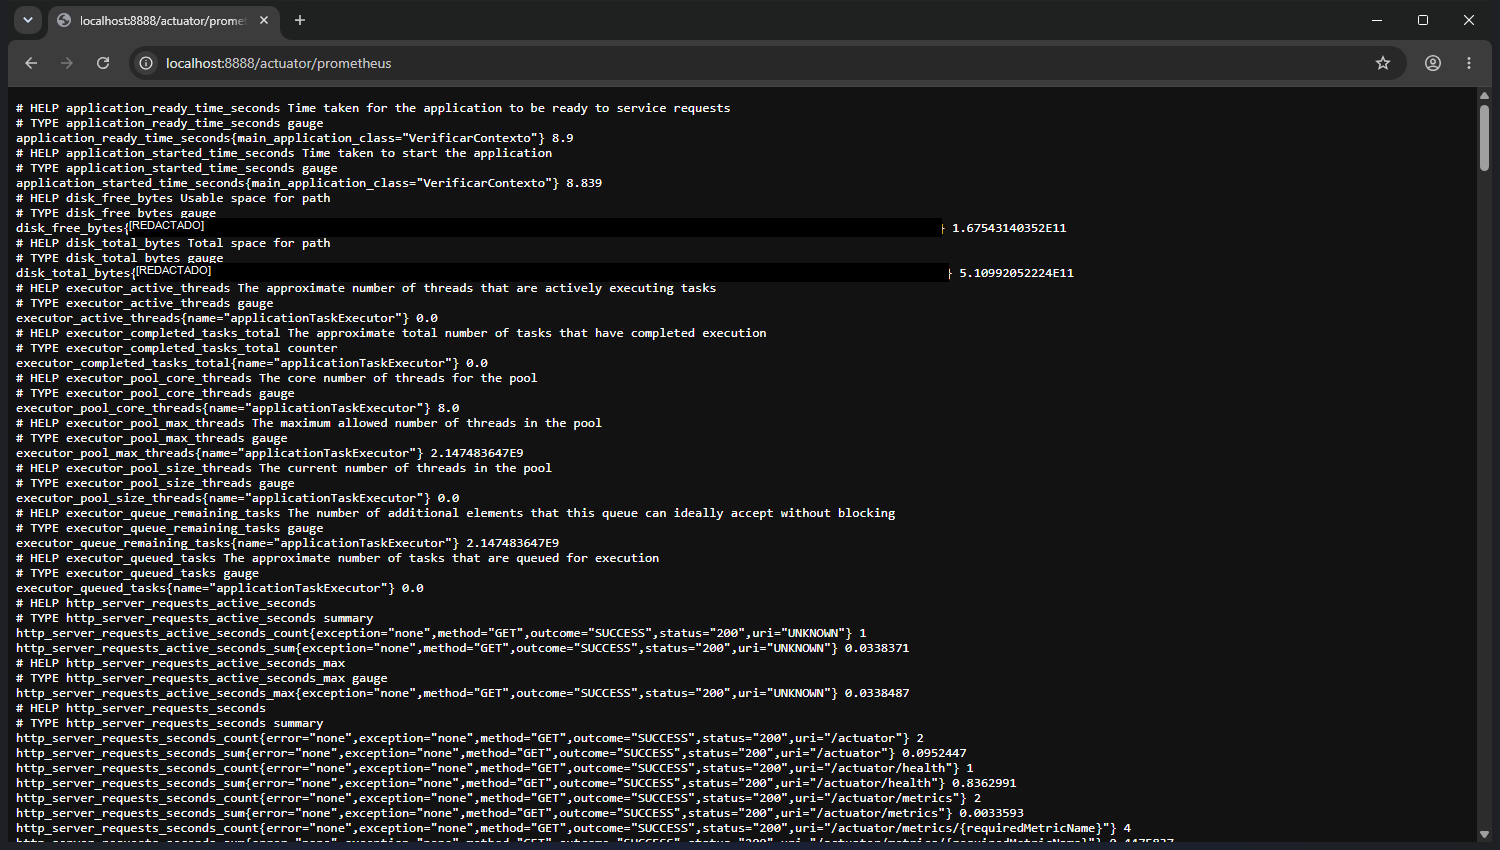 localhost:8888/actuator/prome
localhost:8888/actuator/prometheus
# HELP application_ready_time_seconds Time taken for the application to be ready to service requests
# TYPE application_ready_time_seconds gauge
application_ready_time_seconds{main_application_class="VerificarContexto"} 8.9
# HELP application_started_time_seconds Time taken to start the application
# TYPE application_started_time_seconds gauge
application_started_time_seconds{main_application_class="VerificarContexto"} 8.839
# HELP disk_free_bytes Usable space for path
# TYPE disk_free_bytes gauge
disk_free_bytes{[REDACTADO] } 1.67543140352E11
# HELP disk_total_bytes Total space for path
# TYPE disk_total_bytes gauge
disk_total_bytes{[REDACTADO] } 5.10992052224E11
# HELP executor_active_threads The approximate number of threads that are actively executing tasks
# TYPE executor_active_threads gauge
executor_active_threads{name="applicationTaskExecutor"} 0.0
# HELP executor_completed_tasks_total The approximate total number of tasks that have completed execution
# TYPE executor_completed_tasks_total counter
executor_completed_tasks_total{name="applicationTaskExecutor"} 0.0
# HELP executor_pool_core_threads The core number of threads for the pool
# TYPE executor_pool_core_threads gauge
executor_pool_core_threads{name="applicationTaskExecutor"} 8.0
# HELP executor_pool_max_threads The maximum allowed number of threads in the pool
# TYPE executor_pool_max_threads gauge
executor_pool_max_threads{name="applicationTaskExecutor"} 2.147483647E9
# HELP executor_pool_size_threads The current number of threads in the pool
# TYPE executor_pool_size_threads gauge
executor_pool_size_threads{name="applicationTaskExecutor"} 0.0
# HELP executor_queue_remaining_tasks The number of additional elements that this queue can ideally accept without blocking
# TYPE executor_queue_remaining_tasks gauge
executor_queue_remaining_tasks{name="applicationTaskExecutor"} 2.147483647E9
# HELP executor_queued_tasks The approximate number of tasks that are queued for execution
# TYPE executor_queued_tasks gauge
executor_queued_tasks{name="applicationTaskExecutor"} 0.0
# HELP http_server_requests_active_seconds
# TYPE http_server_requests_active_seconds summary
http_server_requests_active_seconds_count{exception="none",method="GET",outcome="SUCCESS",status="200",uri="UNKNOWN"} 1
http_server_requests_active_seconds_sum{exception="none",method="GET",outcome="SUCCESS",status="200",uri="UNKNOWN"} 0.0338371
# HELP http_server_requests_active_seconds_max
# TYPE http_server_requests_active_seconds_max gauge
http_server_requests_active_seconds_max{exception="none",method="GET",outcome="SUCCESS",status="200",uri="UNKNOWN"} 0.0338487
# HELP http_server_requests_seconds
# TYPE http_server_requests_seconds summary
http_server_requests_seconds_count{error="none",exception="none",method="GET",outcome="SUCCESS",status="200",uri="/actuator"} 2
http_server_requests_seconds_sum{error="none",exception="none",method="GET",outcome="SUCCESS",status="200",uri="/actuator"} 0.0952447
http_server_requests_seconds_count{error="none",exception="none",method="GET",outcome="SUCCESS",status="200",uri="/actuator/health"} 1
http_server_requests_seconds_sum{error="none",exception="none",method="GET",outcome="SUCCESS",status="200",uri="/actuator/health"} 0.8362991
http_server_requests_seconds_count{error="none",exception="none",method="GET",outcome="SUCCESS",status="200",uri="/actuator/metrics"} 2
http_server_requests_seconds_sum{error="none",exception="none",method="GET",outcome="SUCCESS",status="200",uri="/actuator/metrics"} 0.0033593
http_server_requests_seconds_count{error="none",exception="none",method="GET",outcome="SUCCESS",status="200",uri="/actuator/metrics/{requiredMetricName}"} 4